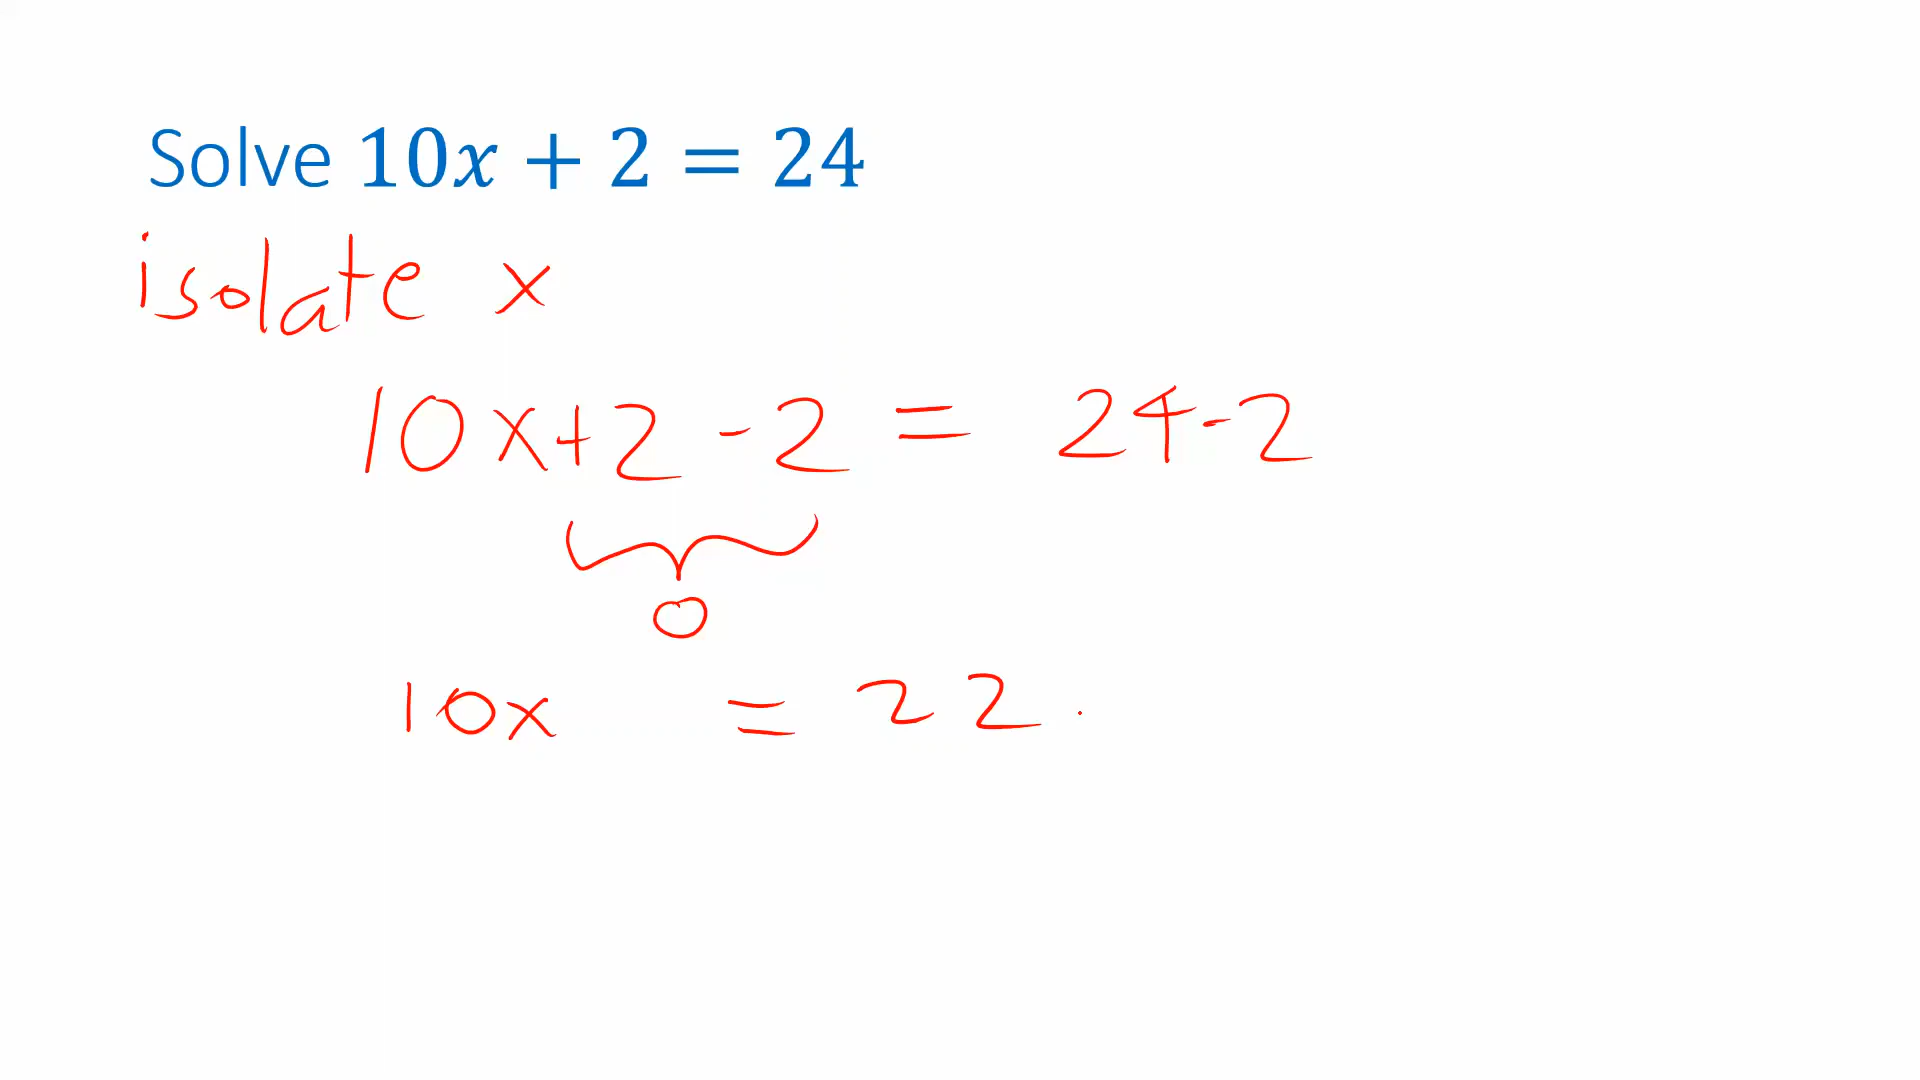 Solve 10x + 2 = 24
isolate x
10x+2 - 2 = 24-2
0
10x = 22